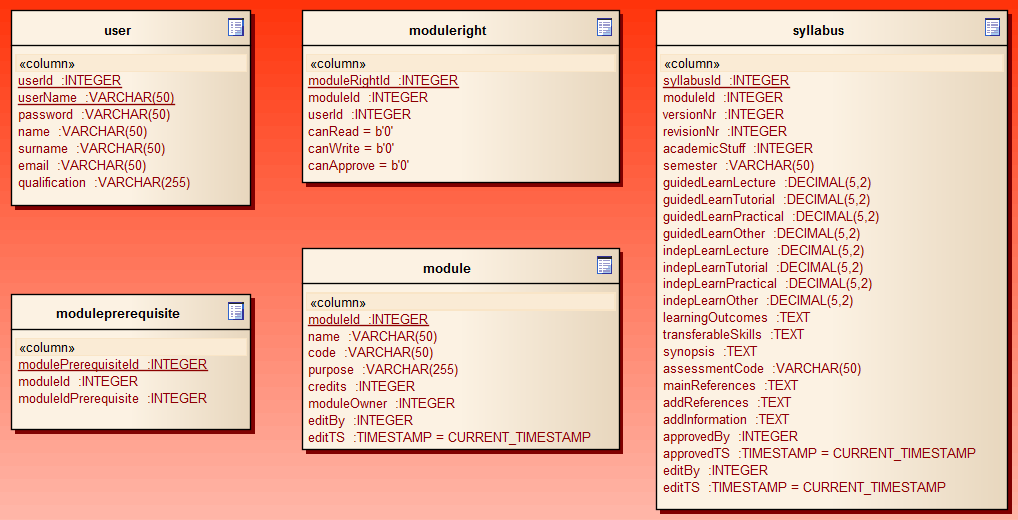 user
«column»
userId :INTEGER
userName :VARCHAR(50)
password :VARCHAR(50)
name :VARCHAR(50)
surname :VARCHAR(50)
email :VARCHAR(50)
qualification :VARCHAR(255)
moduleright
«column»
moduleRightId :INTEGER
moduleId :INTEGER
userId :INTEGER
canRead = b'0'
canWrite = b'0'
canApprove = b'0'
syllabus
«column»
syllabusId :INTEGER
moduleId :INTEGER
versionNr :INTEGER
revisionNr :INTEGER
academicStuff :INTEGER
semester :VARCHAR(50)
guidedLearnLecture :DECIMAL(5,2)
guidedLearnTutorial :DECIMAL(5,2)
guidedLearnPractical :DECIMAL(5,2)
guidedLearnOther :DECIMAL(5,2)
indepLearnLecture :DECIMAL(5,2)
indepLearnTutorial :DECIMAL(5,2)
indepLearnPractical :DECIMAL(5,2)
indepLearnOther :DECIMAL(5,2)
learningOutcomes :TEXT
transferableSkills :TEXT
synopsis :TEXT
assessmentCode :VARCHAR(50)
mainReferences :TEXT
addReferences :TEXT
addInformation :TEXT
approvedBy :INTEGER
approvedTS :TIMESTAMP = CURRENT_TIMESTAMP
editBy :INTEGER
editTS :TIMESTAMP = CURRENT_TIMESTAMP
moduleprerequisite
«column»
modulePrerequisiteId :INTEGER
moduleId :INTEGER
moduleIdPrerequisite :INTEGER
module
«column»
moduleId :INTEGER
name :VARCHAR(50)
code :VARCHAR(50)
purpose :VARCHAR(255)
credits :INTEGER
moduleOwner :INTEGER
editBy :INTEGER
editTS :TIMESTAMP = CURRENT_TIMESTAMP